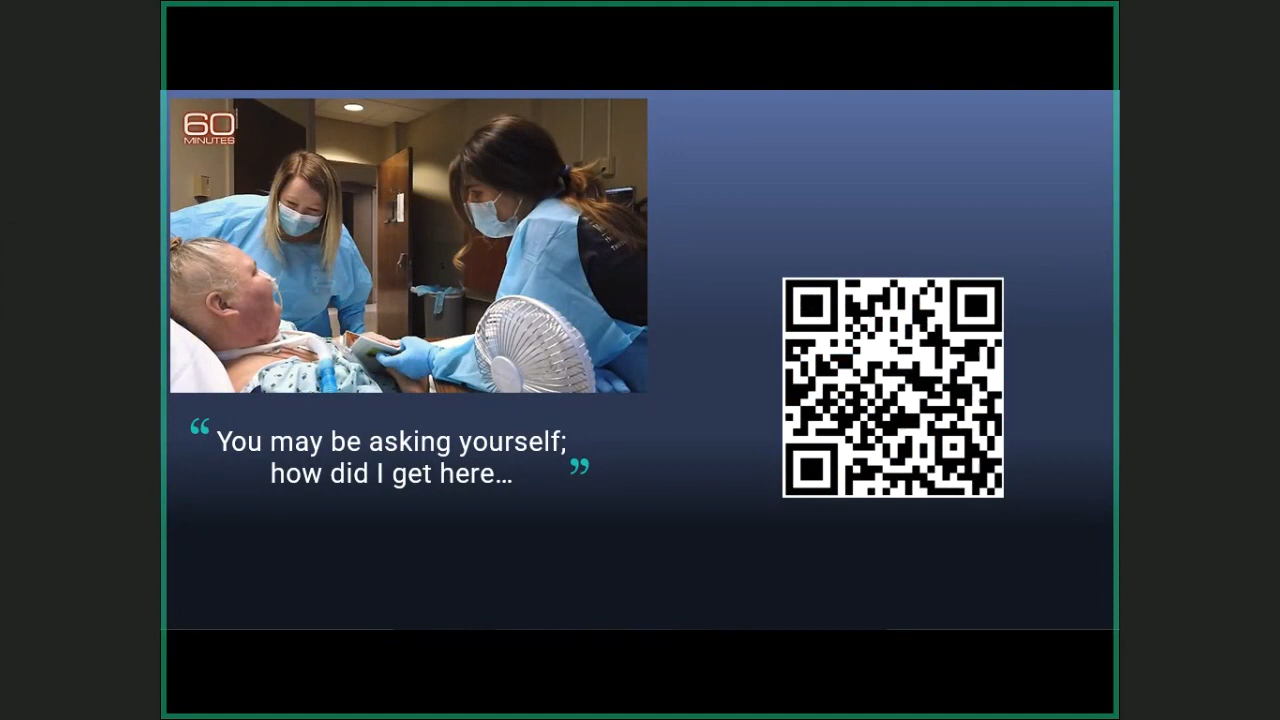 60
MINUTES
“ You may be asking yourself;
how did I get here… ”